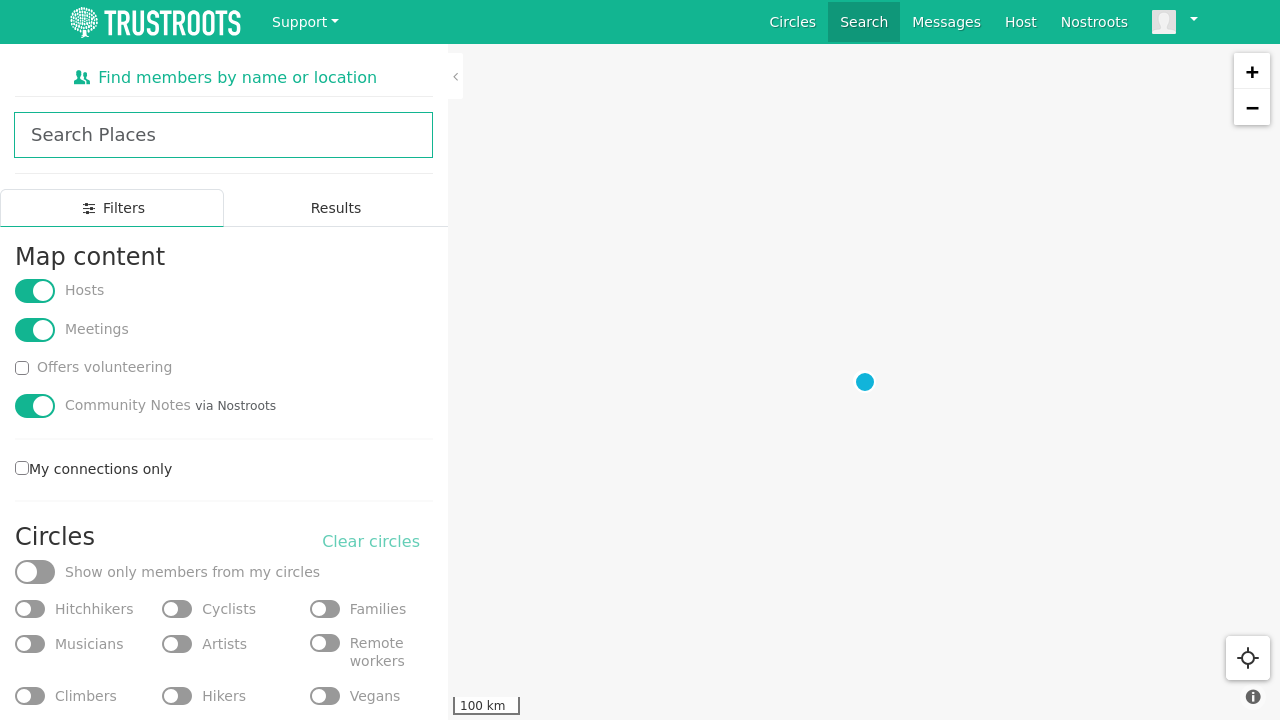 TRUSTROOTS
Support
Circles
Search
Messages
Host
Nostroots
Find members by name or location
Search Places
Filters
Results
Map content
Hosts
Meetings
Offers volunteering
Community Notes via Nostroots
My connections only
Circles
Clear circles
Show only members from my circles
Hitchhikers
Cyclists
Families
Musicians
Artists
Remote
workers
Climbers
Hikers
Vegans
+
−
100 km